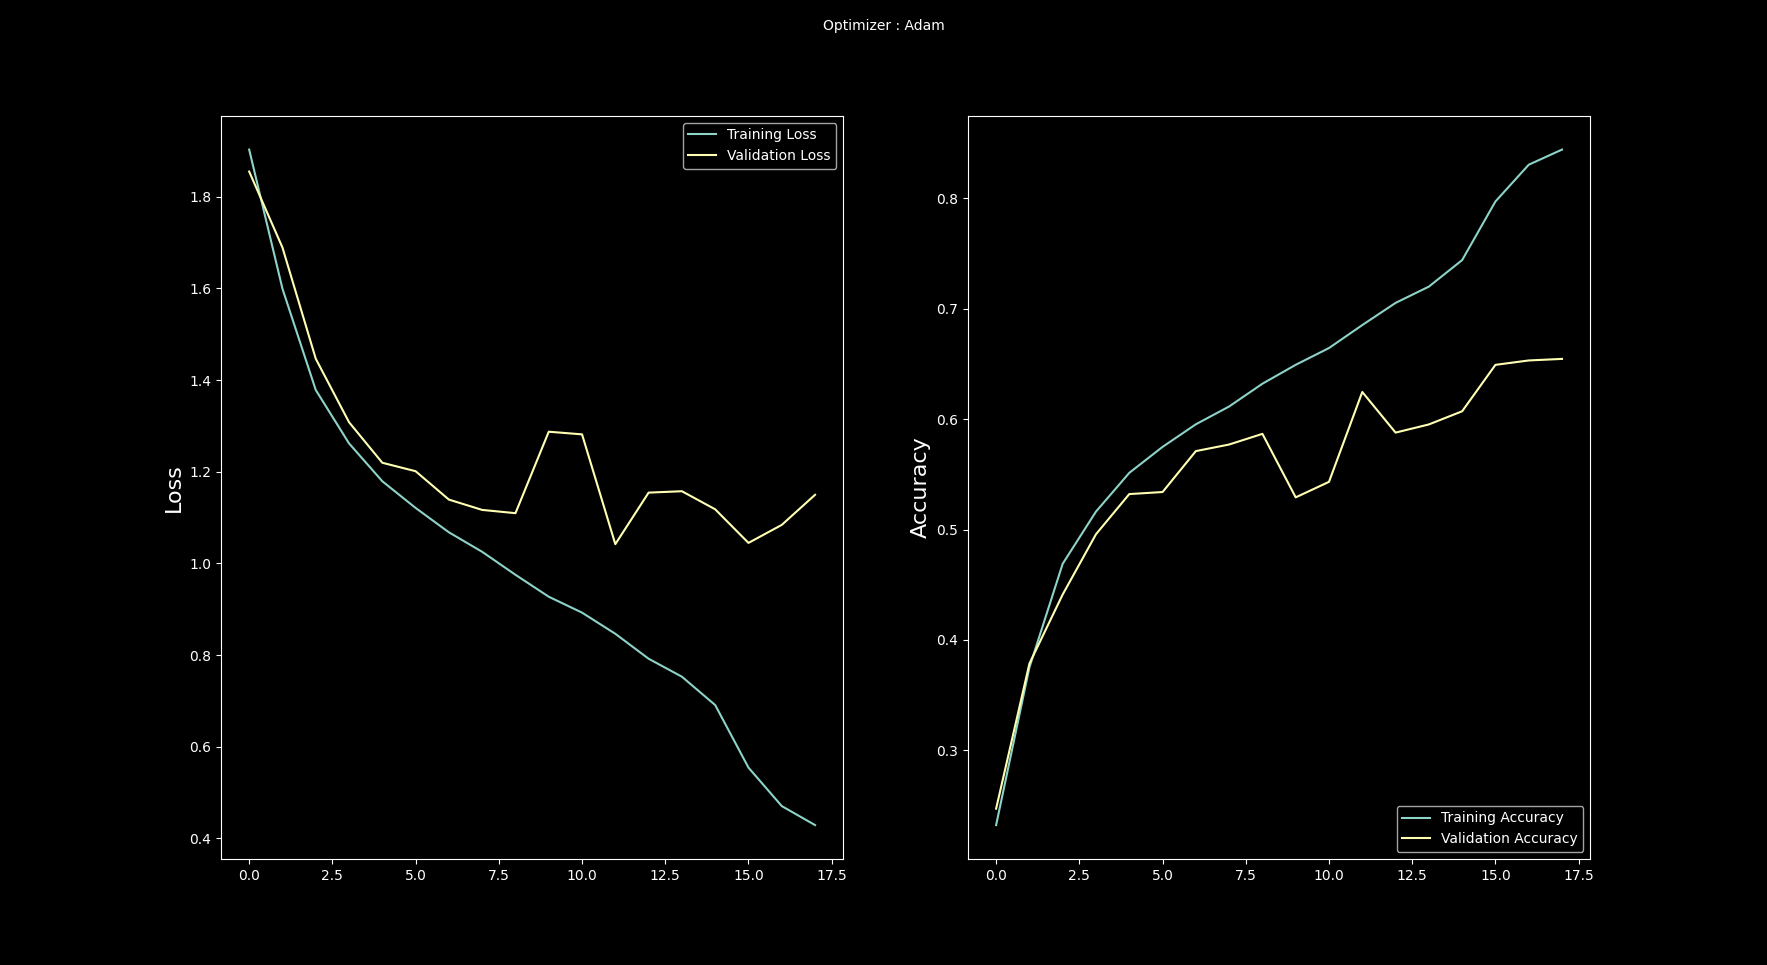 Optimizer : Adam
Training Loss
Validation Loss
Loss
1.8
1.6
1.4
1.2
1.0
0.8
0.6
0.4
0.0 2.5 5.0 7.5 10.0 12.5 15.0 17.5
Accuracy
0.8
0.7
0.6
0.5
0.4
0.3
Training Accuracy
Validation Accuracy
0.0 2.5 5.0 7.5 10.0 12.5 15.0 17.5